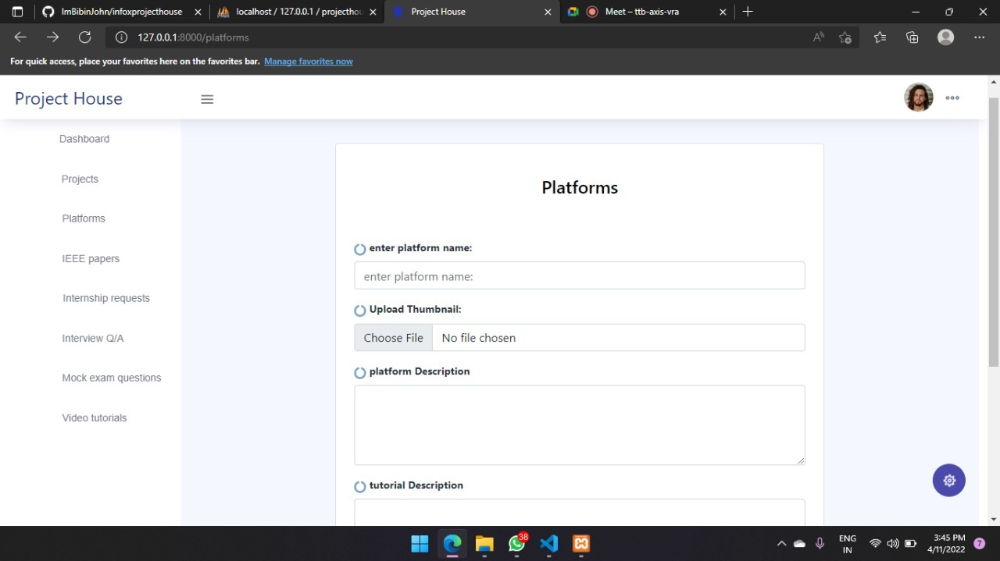 ImBibinJohn/infoxprojecthouse
localhost / 127.0.0.1 / projecthou
Project House
Meet – ttb-axis-vra
127.0.0.1:8000/platforms
For quick access, place your favorites here on the favorites bar. Manage favorites now
Project House
Dashboard
Projects
Platforms
IEEE papers
Internship requests
Interview Q/A
Mock exam questions
Video tutorials
Platforms
enter platform name:
enter platform name:
Upload Thumbnail:
Choose File No file chosen
platform Description
tutorial Description
38
ENG
IN
3:45 PM
4/11/2022
7